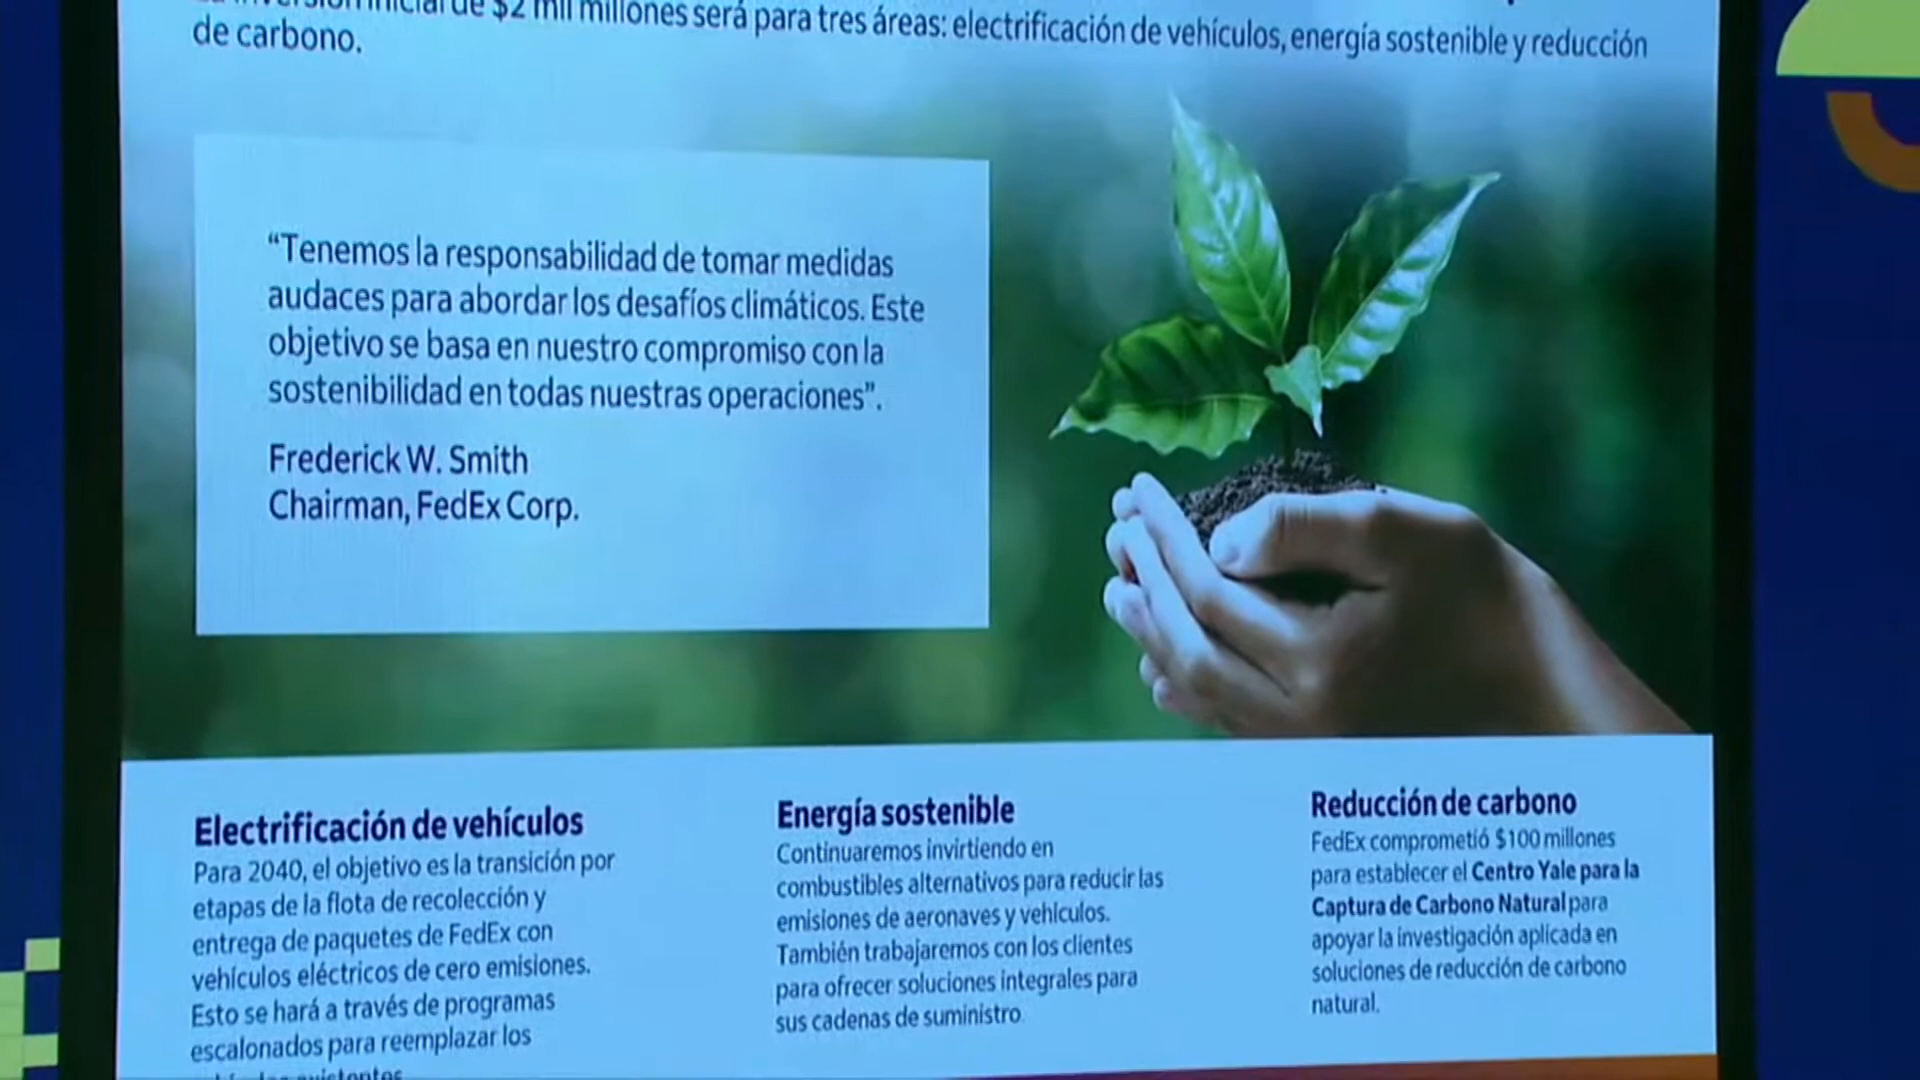 inicial de $2 mil millones será para tres áreas: electrificación de vehículos, energía sostenible y reducción
de carbono.
“Tenemos la responsabilidad de tomar medidas
audaces para abordar los desafíos climáticos. Este
objetivo se basa en nuestro compromiso con la
sostenibilidad en todas nuestras operaciones”.
Frederick W. Smith
Chairman, FedEx Corp.
Electrificación de vehículos
Para 2040, el objetivo es la transición por
etapas de la flota de recolección y
entrega de paquetes de FedEx con
vehículos eléctricos de cero emisiones.
Esto se hará a través de programas
escalonados para reemplazar los
Energía sostenible
Continuaremos invirtiendo en
combustibles alternativos para reducir las
emisiones de aeronaves y vehículos.
También trabajaremos con los clientes
para ofrecer soluciones integrales para
sus cadenas de suministro.
Reducción de carbono
FedEx comprometió $100 millones
para establecer el Centro Yale para la
Captura de Carbono Natural para
apoyar la investigación aplicada en
soluciones de reducción de carbono
natural.